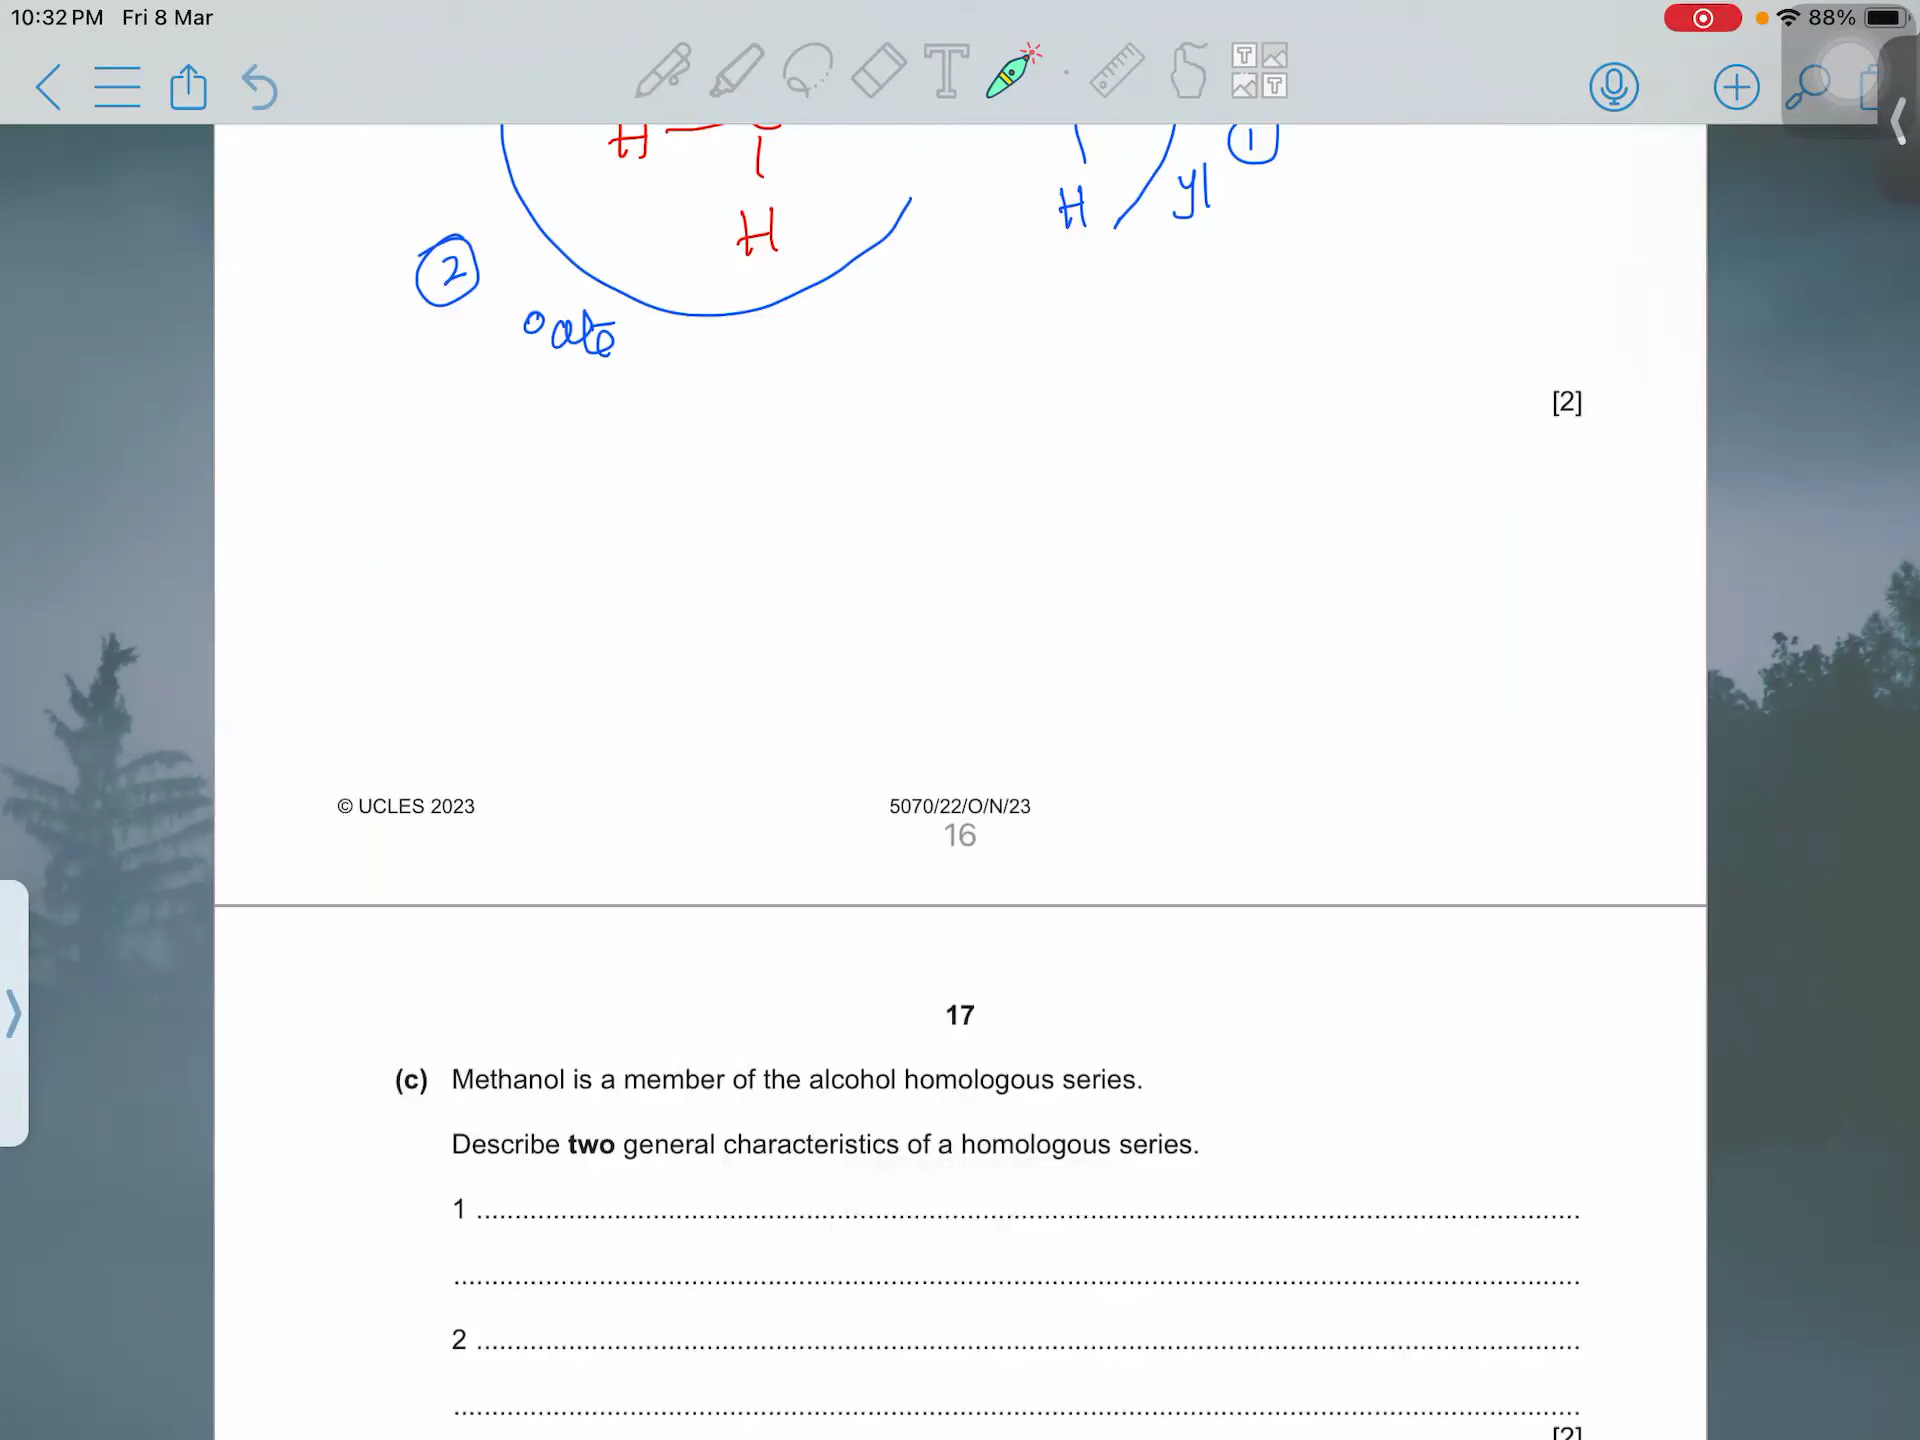 10:32 PM Fri 8 Mar
88%
H
H
H
yl
1
2
oate
[2]
© UCLES 2023
5070/22/O/N/23
16
17
(c) Methanol is a member of the alcohol homologous series.
Describe two general characteristics of a homologous series.
1 ..........
..........
2 ..........
..........
[2]